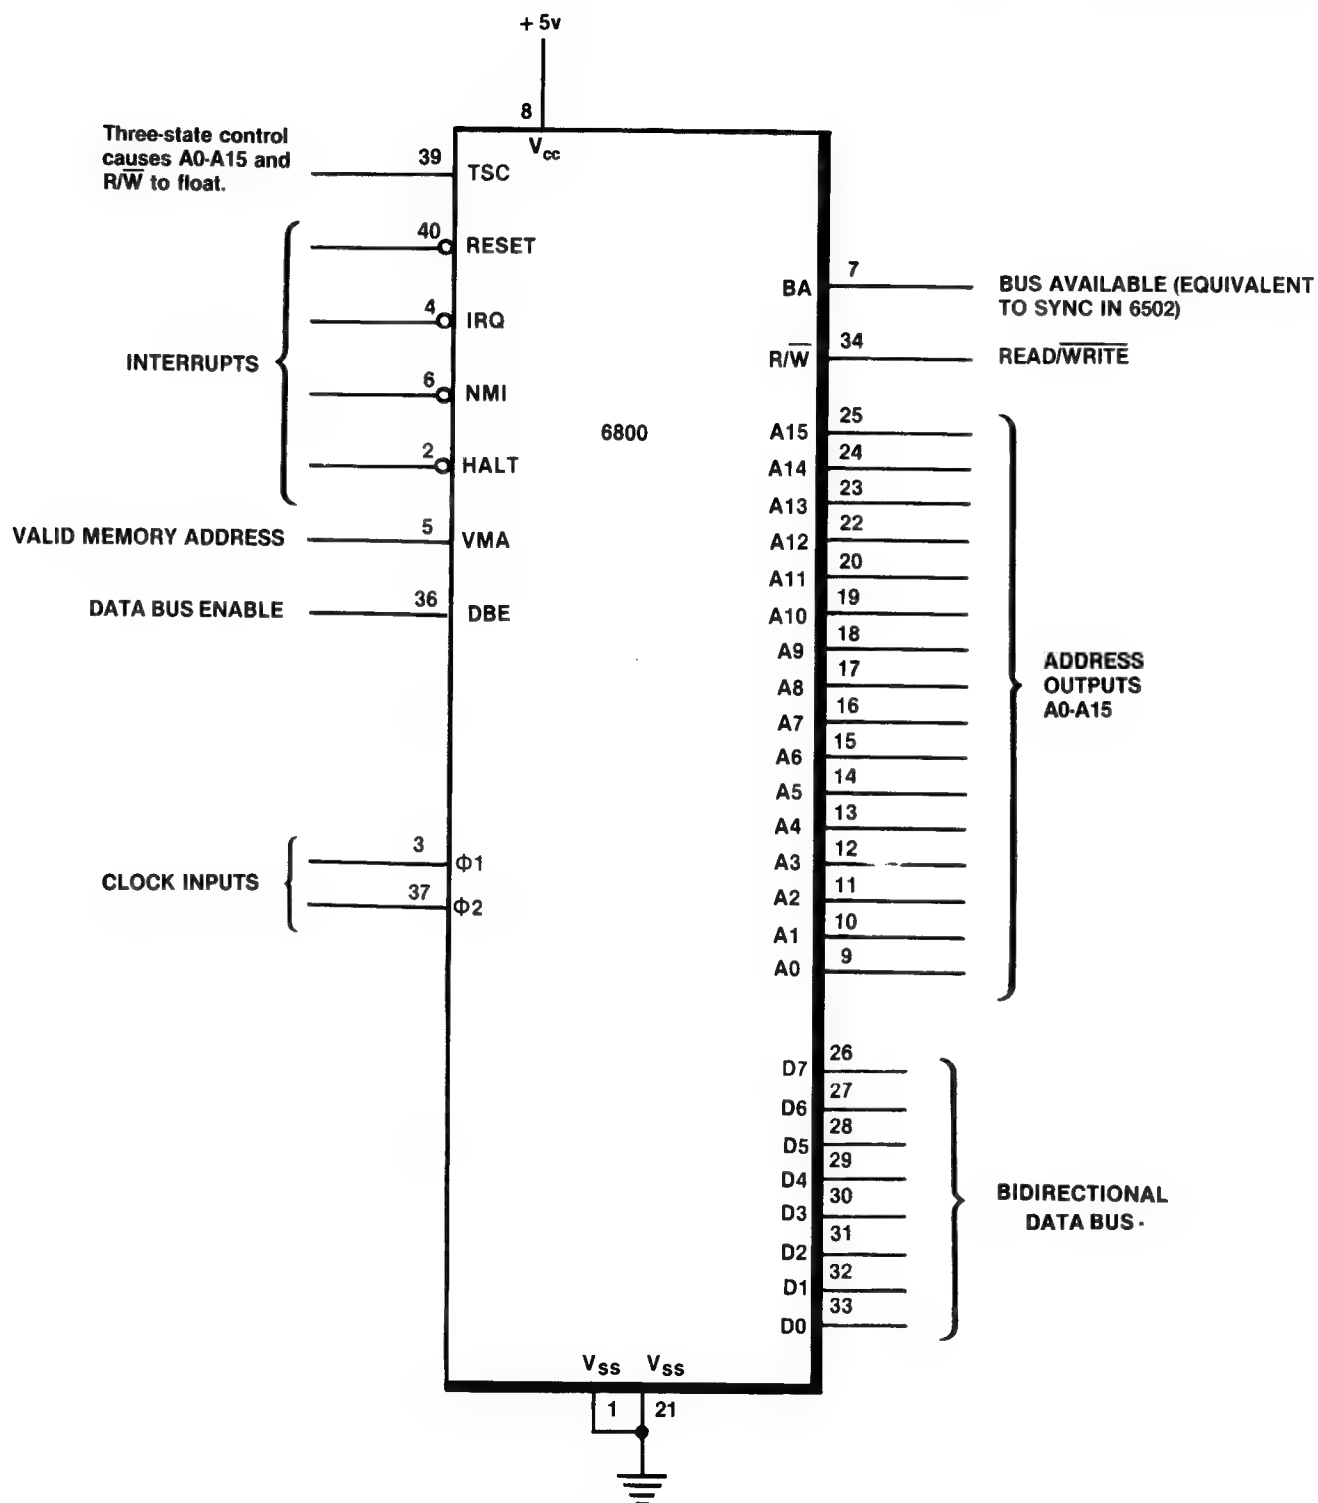 + 5v
8
Vcc
Three-state control
causes A0-A15 and
R/W̅ to float.
39
TSC
40
RESET
4
IRQ
INTERRUPTS
6
NMI
2
HALT
VALID MEMORY ADDRESS
5
VMA
DATA BUS ENABLE
36
DBE
CLOCK INPUTS
3
Φ1
37
Φ2
6800
BA
7
BUS AVAILABLE (EQUIVALENT
TO SYNC IN 6502)
R/W̅
34
READ/W̅R̅I̅T̅E̅
A15
25
A14
24
A13
23
A12
22
A11
20
A10
19
A9
18
A8
17
A7
16
A6
15
A5
14
A4
13
A3
12
A2
11
A1
10
A0
9
ADDRESS
OUTPUTS
A0-A15
D7
26
D6
27
D5
28
D4
29
D3
30
D2
31
D1
32
D0
33
BIDIRECTIONAL
DATA BUS
VSS VSS
1 21